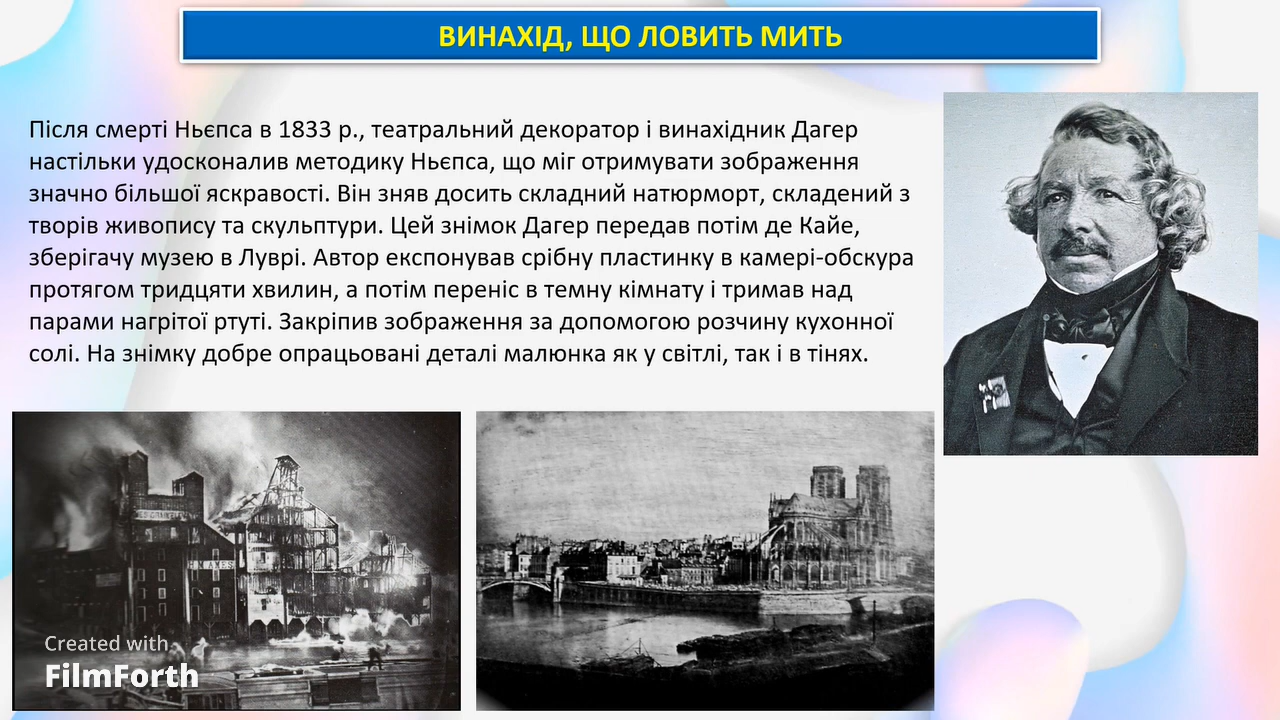 ВИНАХІД, ЩО ЛОВИТЬ МИТЬ
Після смерті Ньєпса в 1833 р., театральний декоратор і винахідник Дагер
настільки удосконалив методику Ньєпса, що міг отримувати зображення
значно більшої яскравості. Він зняв досить складний натюрморт, складений з
творів живопису та скульптури. Цей знімок Дагер передав потім де Кайе,
зберігачу музею в Луврі. Автор експонував срібну пластинку в камері-обскура
протягом тридцяти хвилин, а потім переніс в темну кімнату і тримав над
парами нагрітої ртуті. Закріпив зображення за допомогою розчину кухонної
солі. На знімку добре опрацьовані деталі малюнка як у світлі, так і в тінях.
Created with
FilmForth